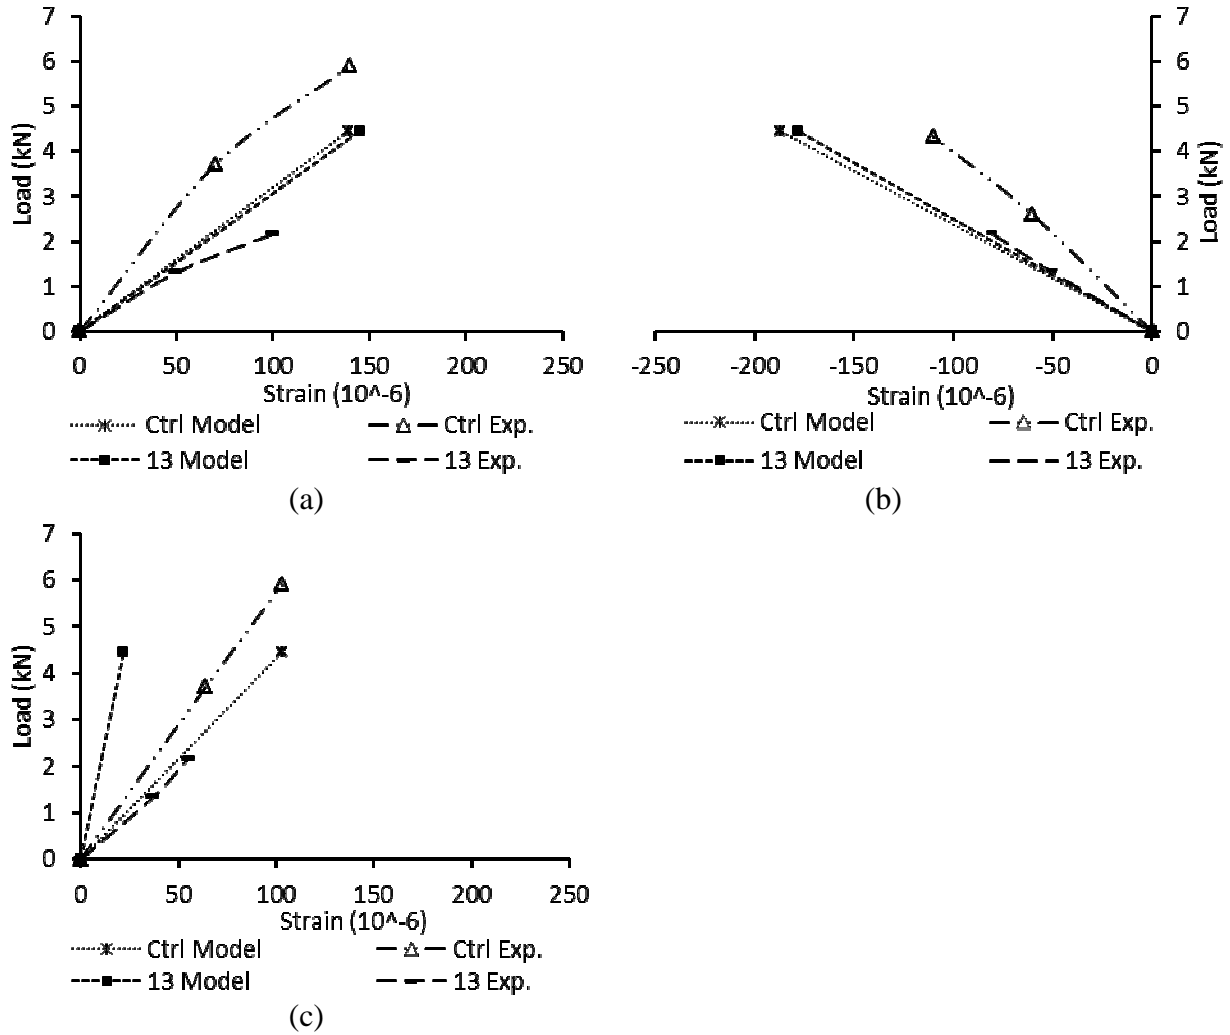 7
6
5
4
3
2
1
0
Load (kN)
0 50 100 150 200 250
Strain (10^-6)
Ctrl Model Ctrl Exp.
13 Model 13 Exp.
(a)
7
6
5
4
3
2
1
0
Load (kN)
-250 -200 -150 -100 -50 0
Strain (10^-6)
Ctrl Model Ctrl Exp.
13 Model 13 Exp.
(b)
7
6
5
4
3
2
1
0
Load (kN)
0 50 100 150 200 250
Strain (10^-6)
Ctrl Model Ctrl Exp.
13 Model 13 Exp.
(c)